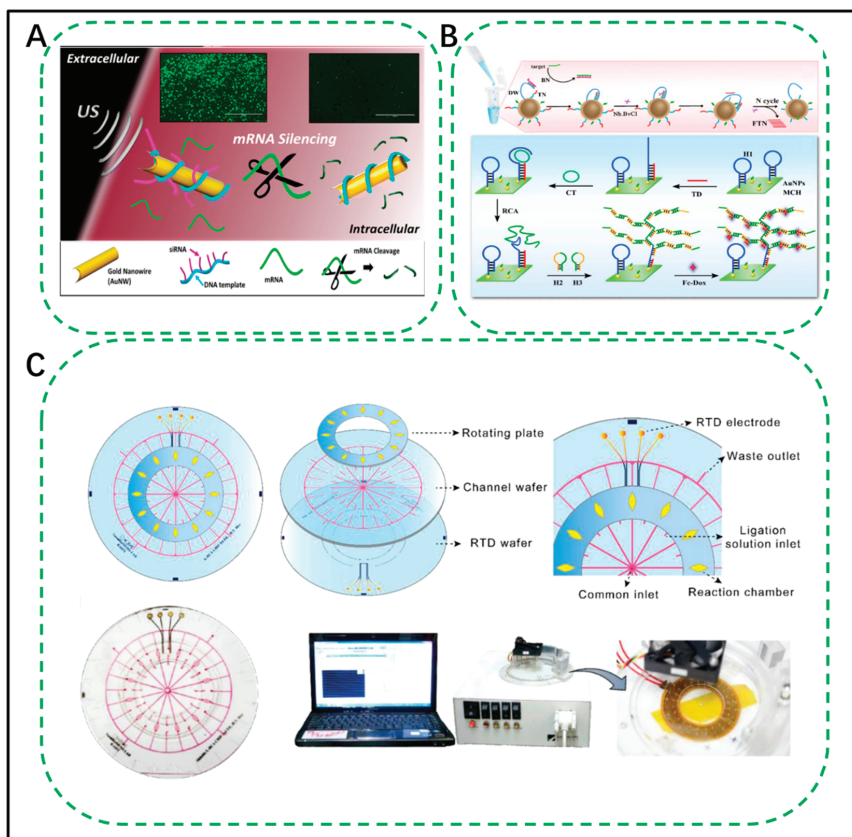 A
Extracellular
US
mRNA Silencing
Intracellular
Gold Nanowire
(AuNW)
siRNA
DNA template
mRNA
mRNA Cleavage
B
target
BN
DW
TN
Nb.BvCl
N cycle
FTN
H1
AuNPs
MCH
CT
TD
RCA
H2 H3
Fc-Dox
C
Rotating plate
Channel wafer
RTD wafer
RTD electrode
Waste outlet
Ligation
solution inlet
Common inlet
Reaction chamber